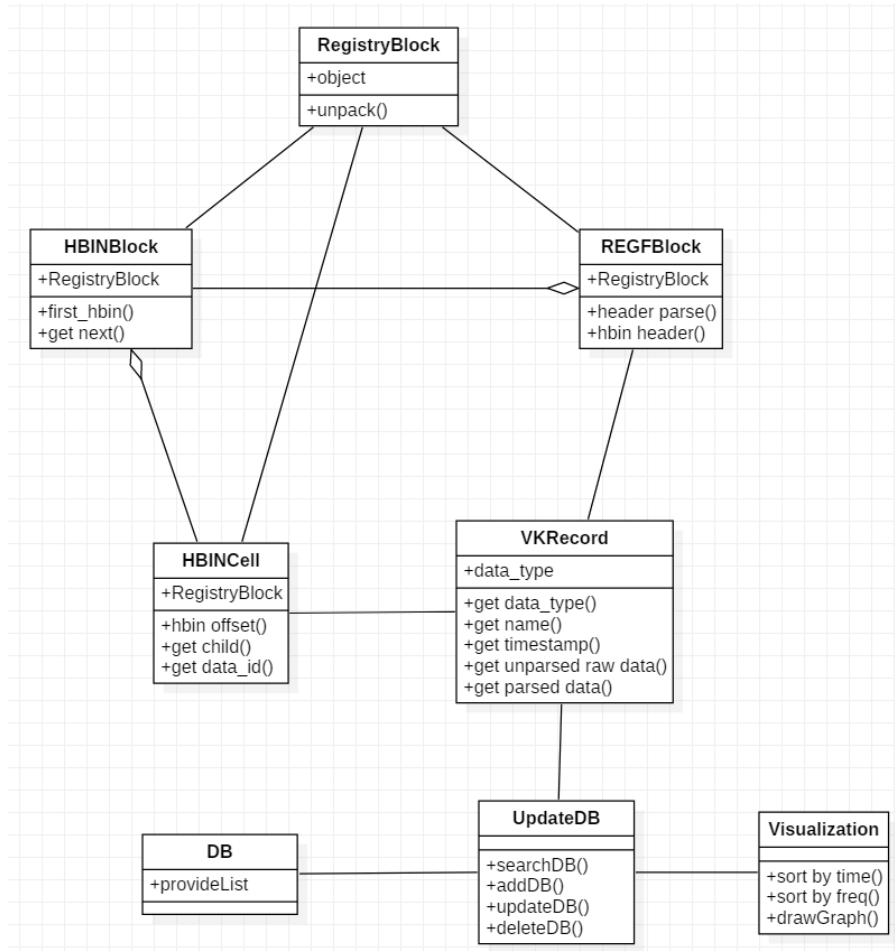 RegistryBlock
+object
+unpack()
HBINBlock
+RegistryBlock
+first_hbin()
+get next()
REGFBlock
+RegistryBlock
+header parse()
+hbin header()
HBINCell
+RegistryBlock
+hbin offset()
+get child()
+get data_id()
VKRecord
+data_type
+get data_type()
+get name()
+get timestamp()
+get unparsed raw data()
+get parsed data()
DB
+provideList
UpdateDB
+searchDB()
+addDB()
+updateDB()
+deleteDB()
Visualization
+sort by time()
+sort by freq()
+drawGraph()